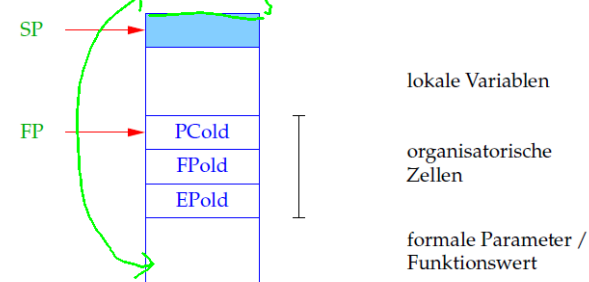 SP
lokale Variablen
FP
PCold
FPold
EPold
organisatorische
Zellen
formale Parameter /
Funktionswert